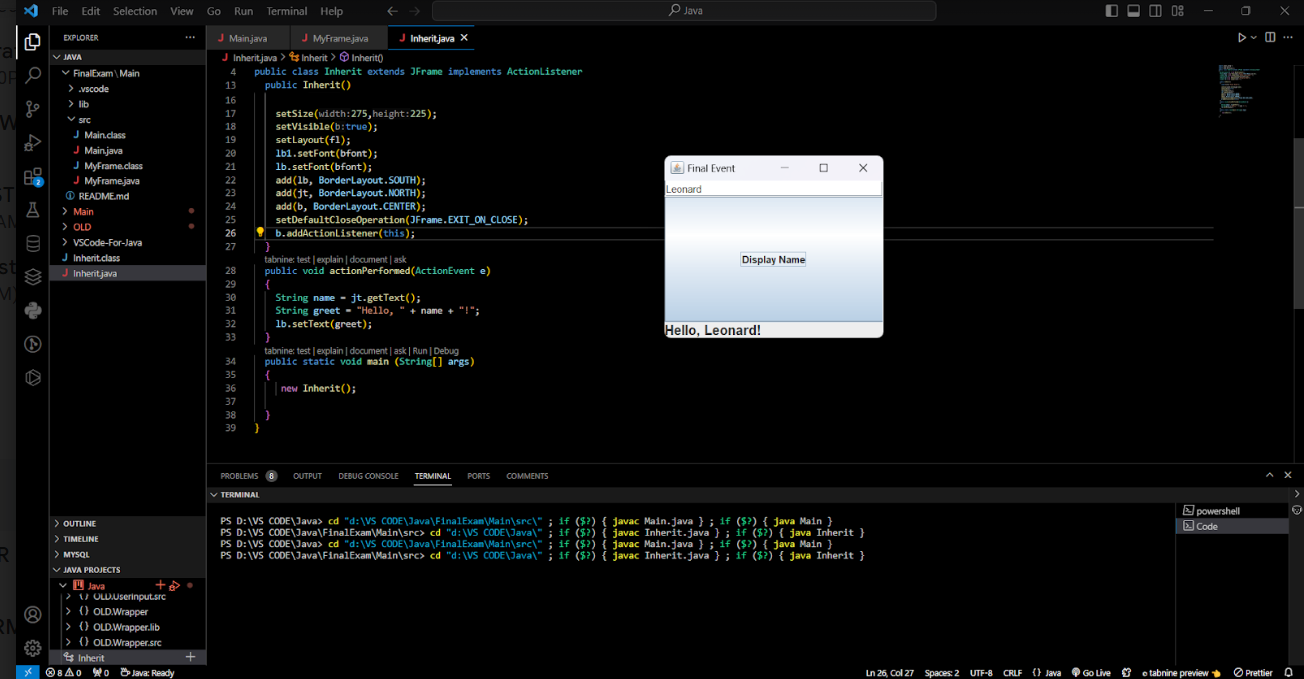 File Edit Selection View Go Run Terminal Help
Java
EXPLORER
JAVA
FinalExam \ Main
.vscode
lib
src
Main.class
Main.java
MyFrame.class
MyFrame.java
README.md
Main
OLD
VSCode-For-Java
Inherit.class
Inherit.java
OUTLINE
TIMELINE
MYSQL
JAVA PROJECTS
Java
OLD.UserInput.src
OLD.Wrapper
OLD.Wrapper.lib
OLD.Wrapper.src
Inherit
Main.java MyFrame.java Inherit.java
Inherit.java > Inherit > Inherit()
4 public class Inherit extends JFrame implements ActionListener
13 public Inherit()
16
17 setSize(width:275,height:225);
18 setVisible(b:true);
19 setLayout(fl);
20 lb1.setFont(bfont);
21 lb.setFont(bfont);
22 add(lb, BorderLayout.SOUTH);
23 add(jt, BorderLayout.NORTH);
24 add(b, BorderLayout.CENTER);
25 setDefaultCloseOperation(JFrame.EXIT_ON_CLOSE);
26 b.addActionListener(this);
27 }
tabnine: test | explain | document | ask
28 public void actionPerformed(ActionEvent e)
29 {
30 String name = jt.getText();
31 String greet = "Hello, " + name + "!";
32 lb.setText(greet);
33 }
tabnine: test | explain | document | ask | Run | Debug
34 public static void main (String[] args)
35 {
36 new Inherit();
37
38 }
39 }
Final Event
Leonard
Display Name
Hello, Leonard!
PROBLEMS 8 OUTPUT DEBUG CONSOLE TERMINAL PORTS COMMENTS
TERMINAL
PS D:\VS CODE\Java> cd "d:\VS CODE\Java\FinalExam\Main\src\" ; if ($?) { javac Main.java } ; if ($?) { java Main }
PS D:\VS CODE\Java\FinalExam\Main\src> cd "d:\VS CODE\Java\" ; if ($?) { javac Inherit.java } ; if ($?) { java Inherit }
PS D:\VS CODE\Java> cd "d:\VS CODE\Java\FinalExam\Main\src\" ; if ($?) { javac Main.java } ; if ($?) { java Main }
PS D:\VS CODE\Java\FinalExam\Main\src> cd "d:\VS CODE\Java\" ; if ($?) { javac Inherit.java } ; if ($?) { java Inherit }
powershell
Code
2
8 0 0 Java: Ready
Ln 26, Col 27 Spaces: 2 UTF-8 CRLF {} Java Go Live tabnine preview Prettier